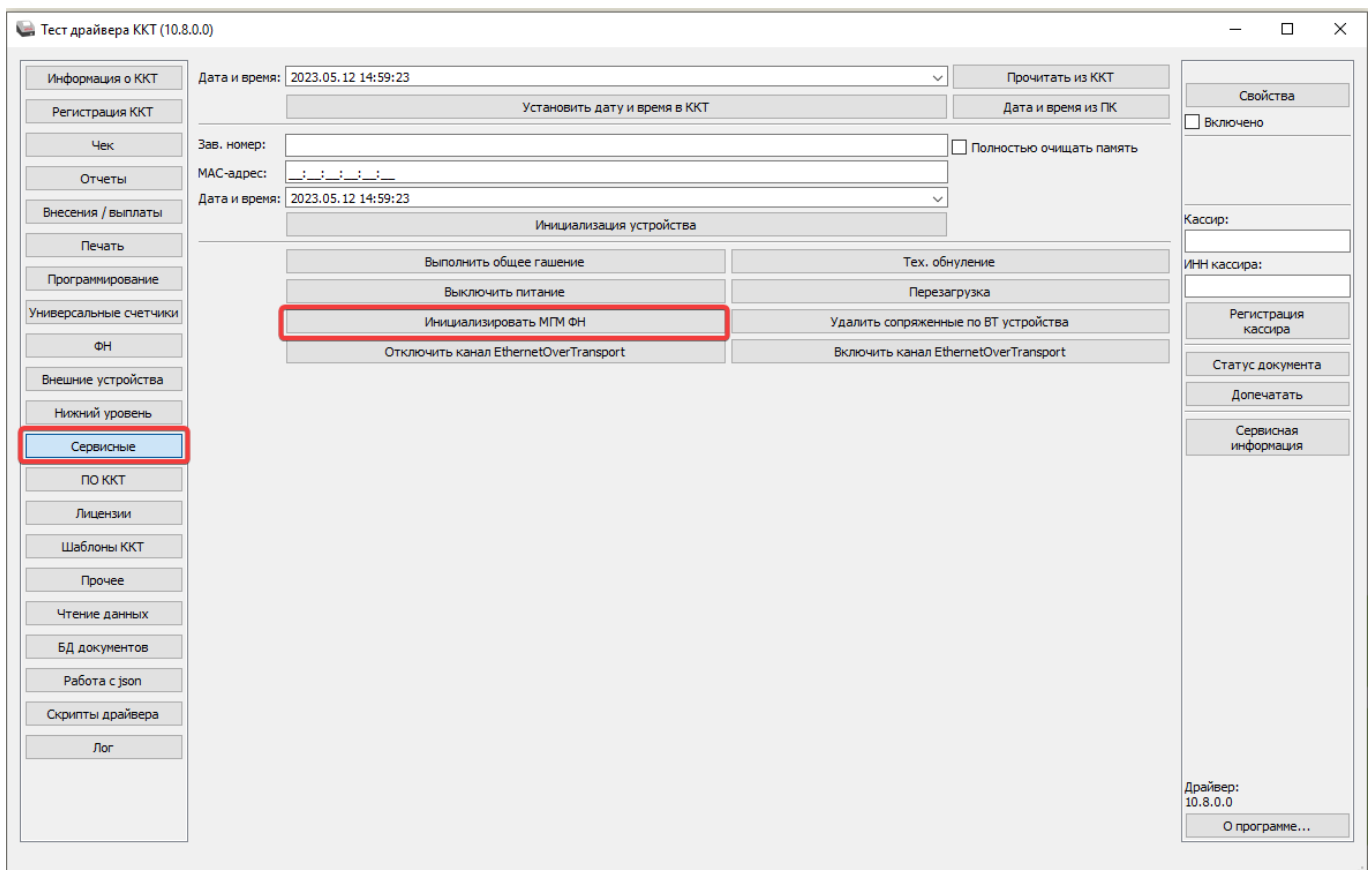 Тест драйвера ККТ (10.8.0.0)
Информация о ККТ
Регистрация ККТ
Чек
Отчеты
Внесения / выплаты
Печать
Программирование
Универсальные счетчики
ФН
Внешние устройства
Нижний уровень
Сервисные
ПО ККТ
Лицензии
Шаблоны ККТ
Прочее
Чтение данных
БД документов
Работа с json
Скрипты драйвера
Лог
Дата и время: 2023.05.12 14:59:23 Прочитать из ККТ
Установить дату и время в ККТ Дата и время из ПК
Зав. номер: Полностью очищать память
MAC-адрес: __:__:__:__:__:__
Дата и время: 2023.05.12 14:59:23
Инициализация устройства
Выполнить общее гашение Тех. обнуление
Выключить питание Перезагрузка
Инициализировать МГМ ФН Удалить сопряженные по BT устройства
Отключить канал EthernetOverTransport Включить канал EthernetOverTransport
Свойства
Включено
Кассир:
ИНН кассира:
Регистрация
кассира
Статус документа
Допечатать
Сервисная
информация
Драйвер:
10.8.0.0
О программе...